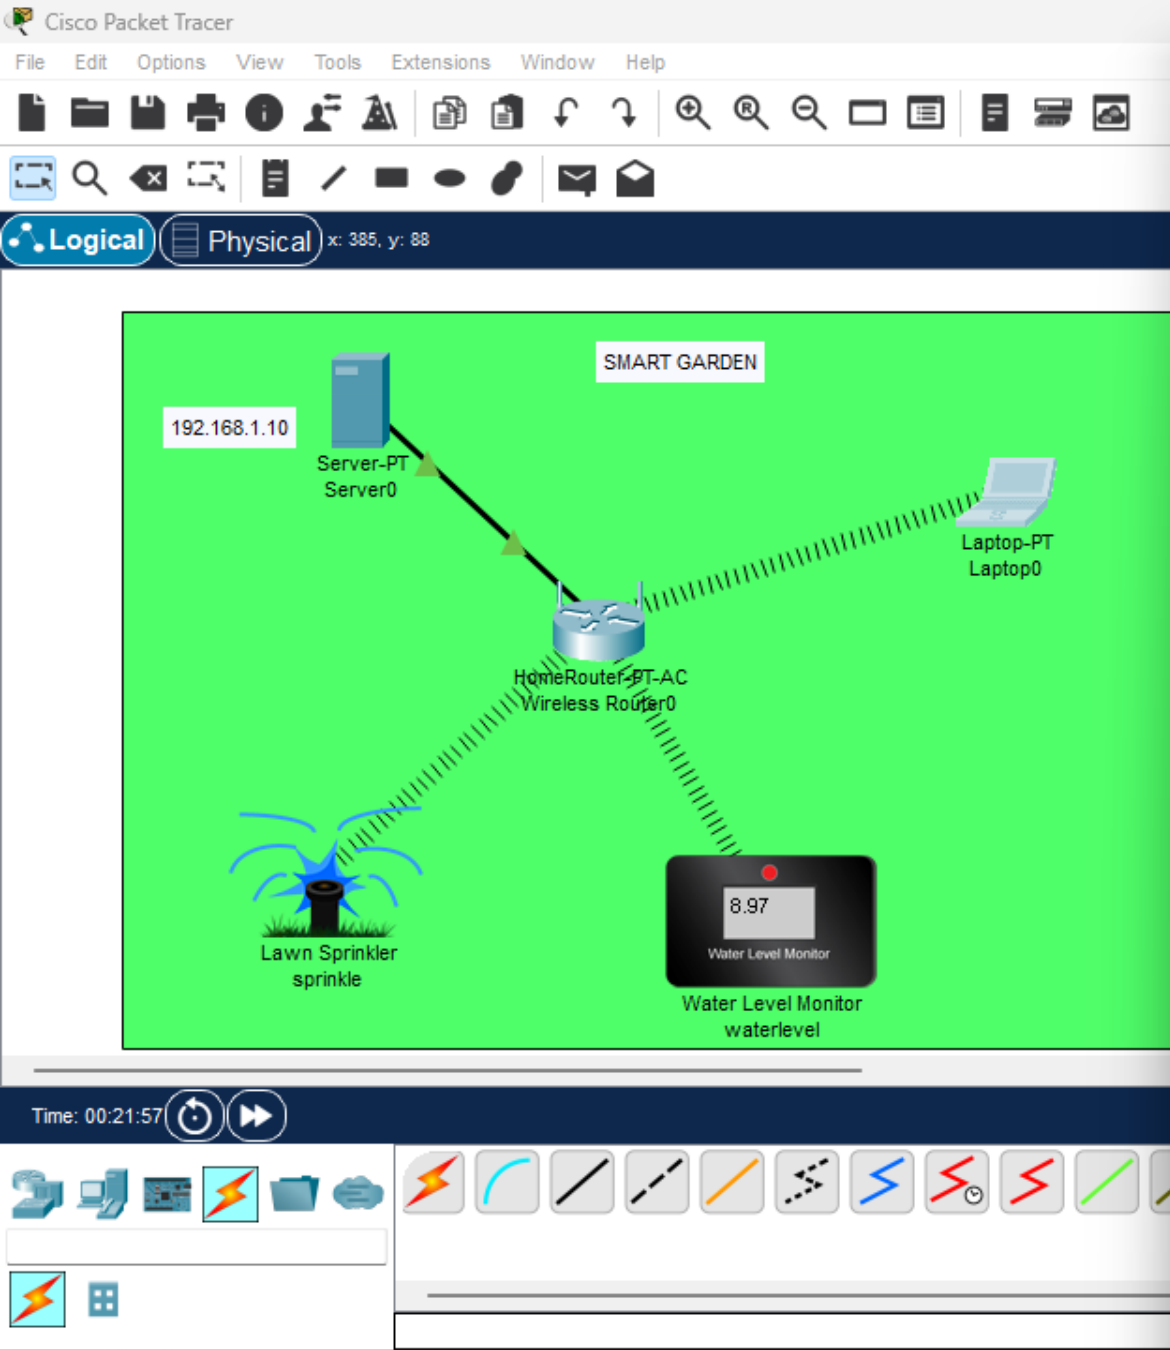 Cisco Packet Tracer
File Edit Options View Tools Extensions Window Help
Logical Physical x: 385, y: 88
SMART GARDEN
192.168.1.10
Server-PT
Server0
Laptop-PT
Laptop0
HomeRouter-PT-AC
Wireless Router0
8.97
Water Level Monitor
Lawn Sprinkler
sprinkle
Water Level Monitor
waterlevel
Time: 00:21:57